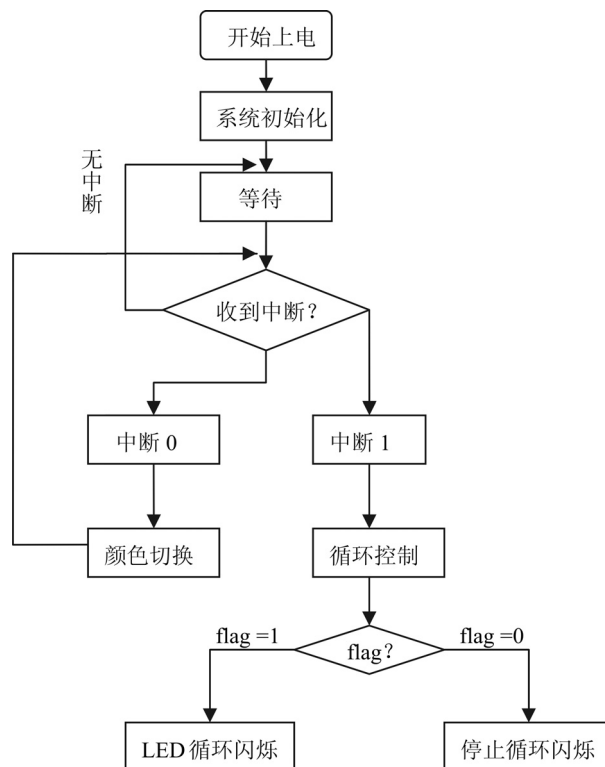 开始上电
系统初始化
无中断
等待
收到中断？
中断 0
中断 1
颜色切换
循环控制
flag =1
flag？
flag =0
LED 循环闪烁
停止循环闪烁